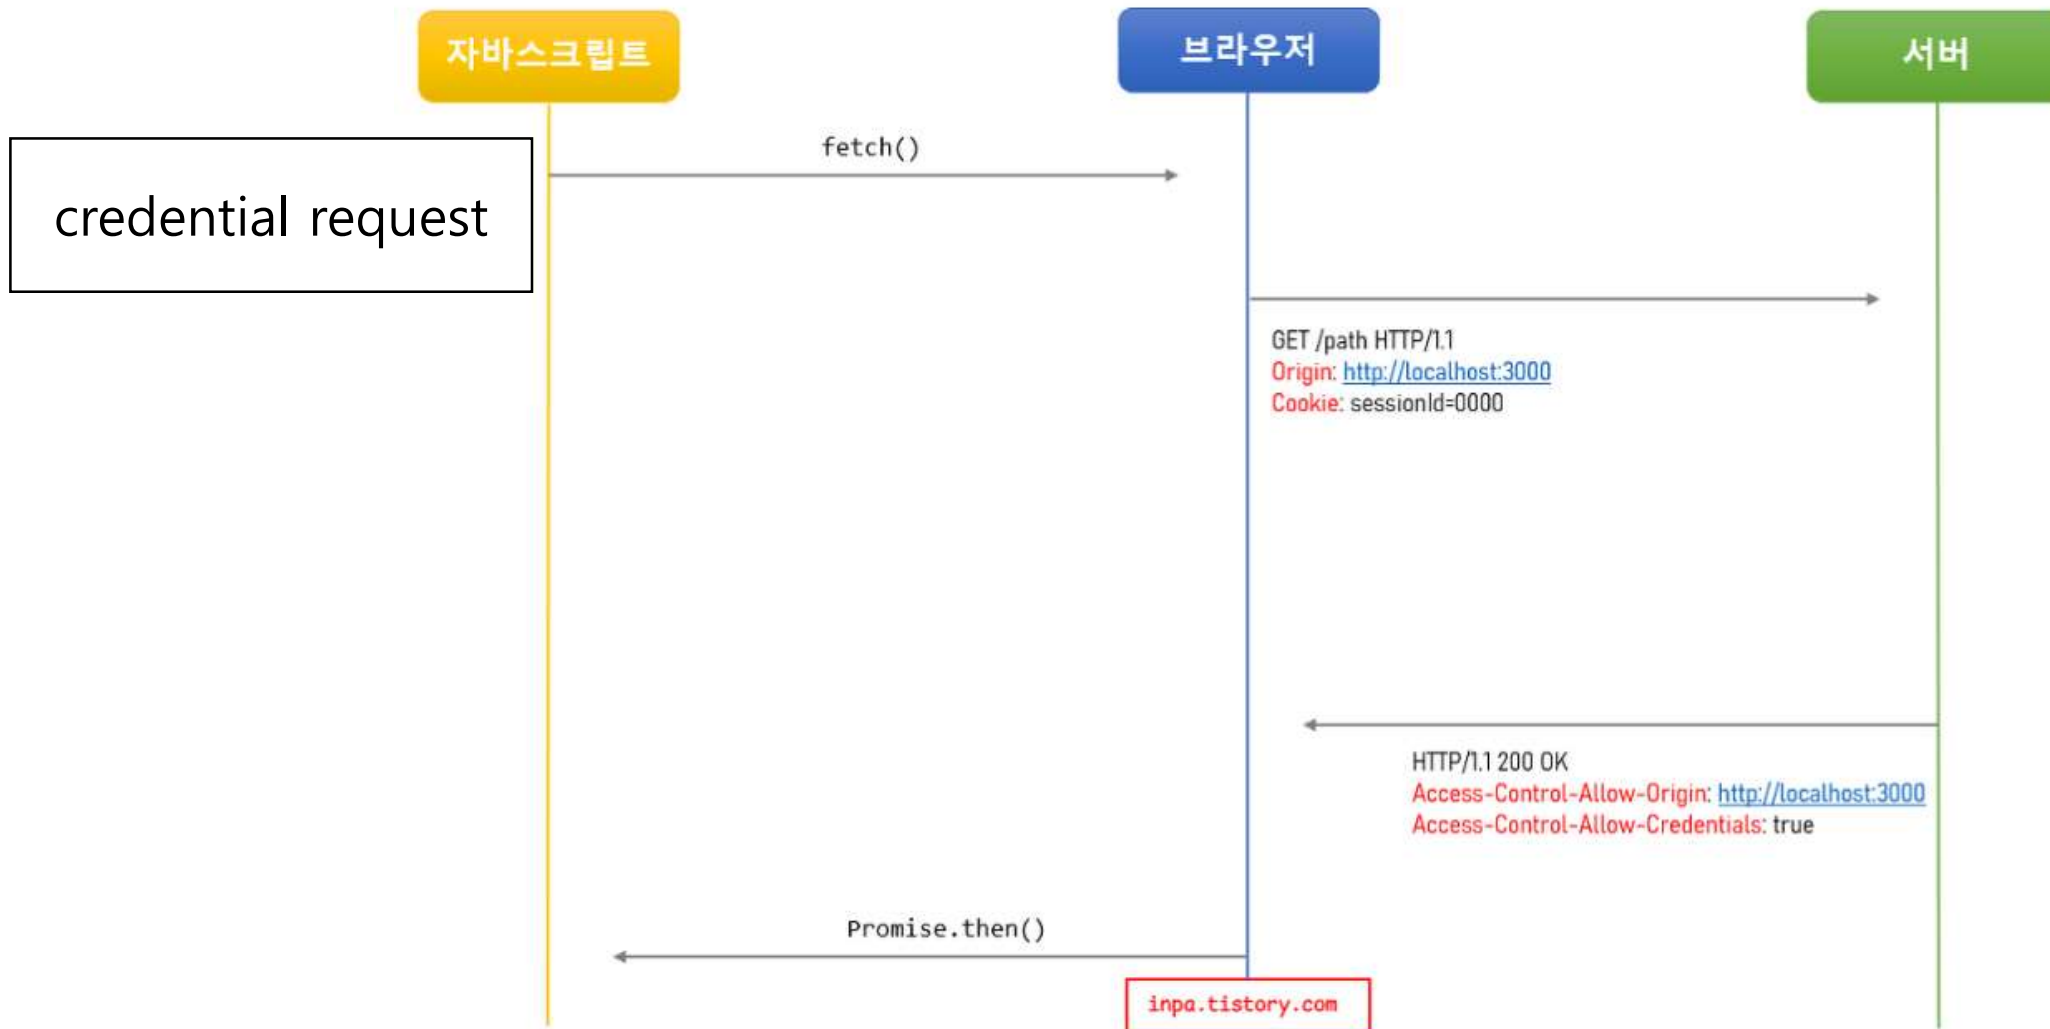 자바스크립트
브라우저
서버
fetch()
credential request
GET /path HTTP/1.1
Origin: http://localhost:3000
Cookie: sessionId=0000
HTTP/1.1 200 OK
Access-Control-Allow-Origin: http://localhost:3000
Access-Control-Allow-Credentials: true
Promise.then()
inpa.tistory.com